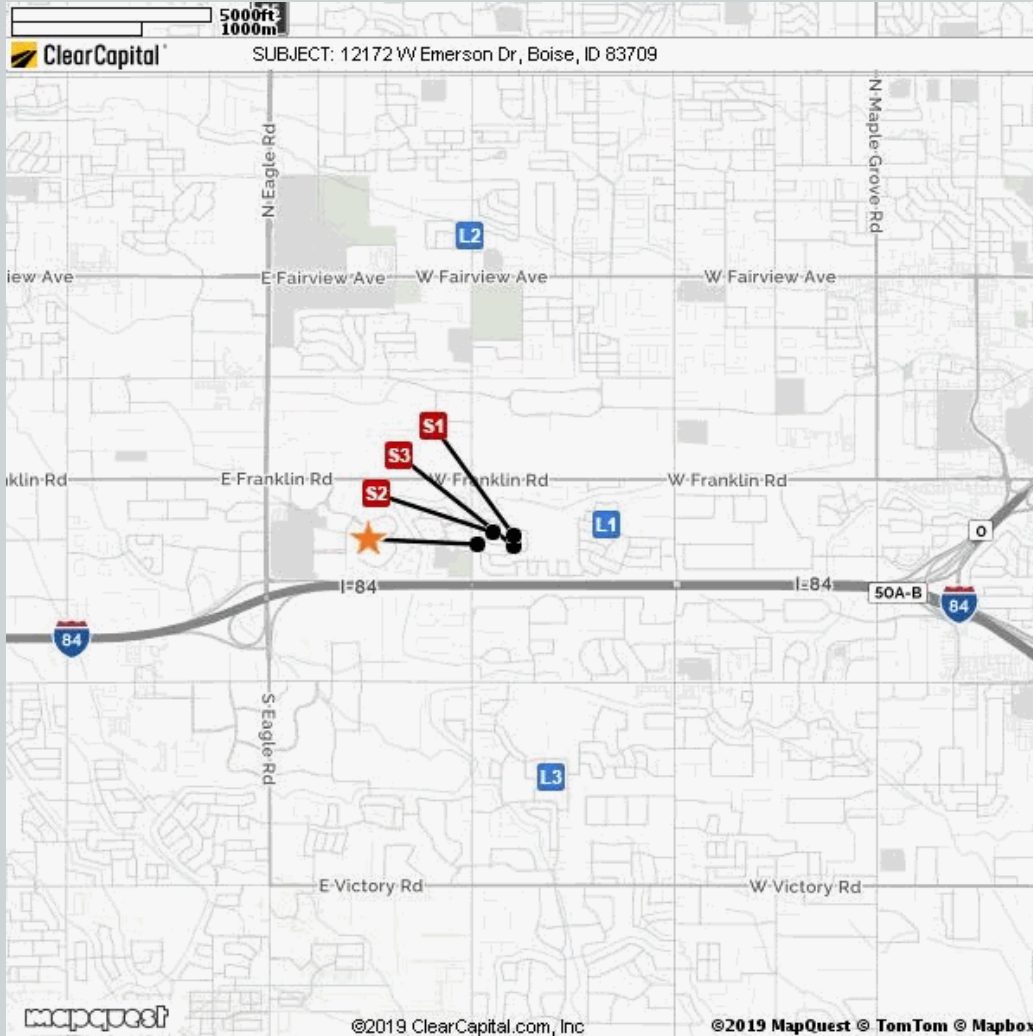 5000ft
1000m
ClearCapital
SUBJECT: 12172 W Emerson Dr, Boise, ID 83709
N Eagle Rd
N Maple Grove Rd
L2
iew Ave
E Fairview Ave
W Fairview Ave
W Fairview Ave
S1
S3
klin Rd
E Franklin Rd
W Franklin Rd
W Franklin Rd
S2
L1
I-84
I-84
50A-B
84
84
S Eagle Rd
L3
E Victory Rd
W Victory Rd
mapquest
©2019 ClearCapital.com, Inc
©2019 MapQuest © TomTom © Mapbox